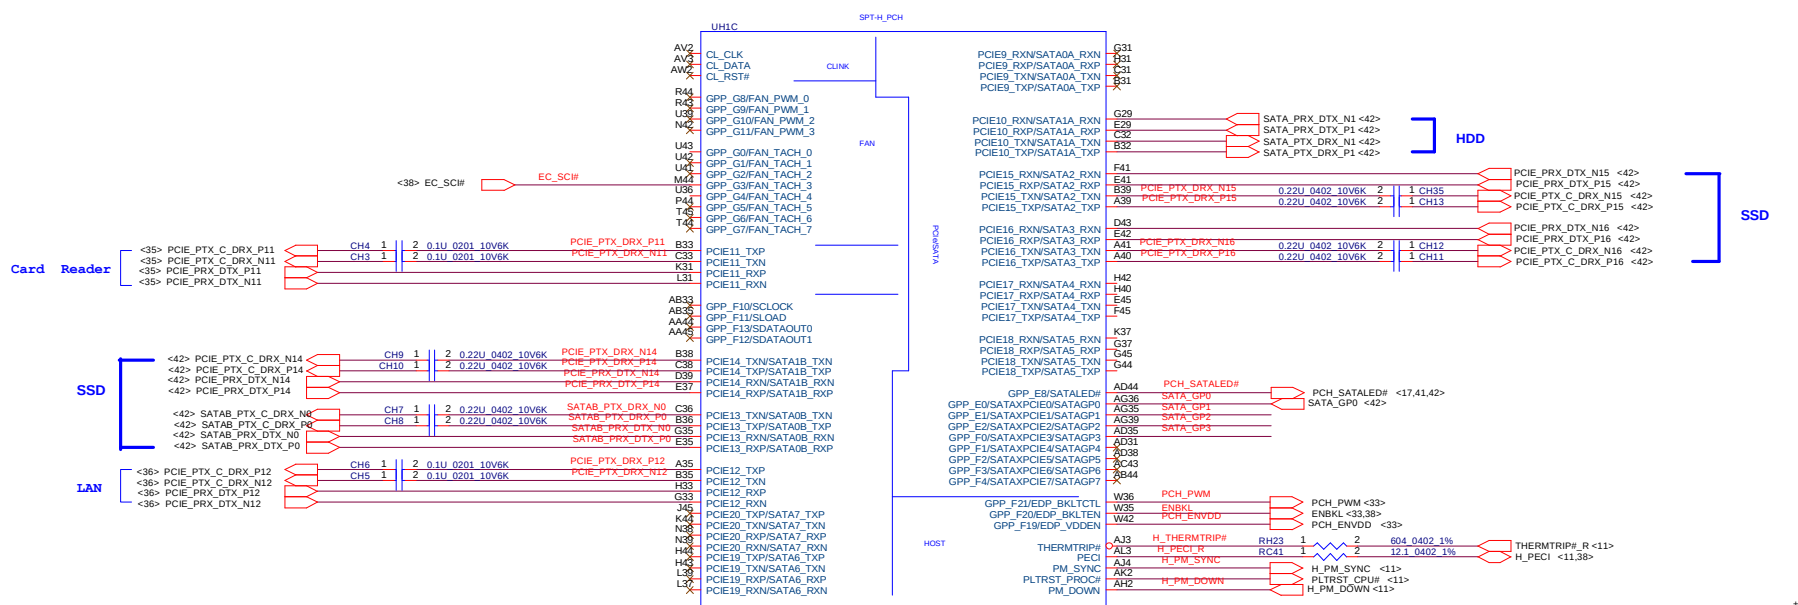 SPT-H_PCH
UH1C
CLINK
FAN
PCIe/SATA
HOST
AV2 CL_CLK
AV3 CL_DATA
AW2 CL_RST#
R44 GPP_G8/FAN_PWM_0
R43 GPP_G9/FAN_PWM_1
U39 GPP_G10/FAN_PWM_2
N42 GPP_G11/FAN_PWM_3
U43 GPP_G0/FAN_TACH_0
U42 GPP_G1/FAN_TACH_1
U41 GPP_G2/FAN_TACH_2
<38> EC_SCI# EC_SCI# M44 GPP_G3/FAN_TACH_3
U36 GPP_G4/FAN_TACH_4
P44 GPP_G5/FAN_TACH_5
T45 GPP_G6/FAN_TACH_6
T44 GPP_G7/FAN_TACH_7
Card Reader
<35> PCIE_PTX_C_DRX_P11 CH4 1 2 0.1U_0201_10V6K PCIE_PTX_DRX_P11 B33 PCIE11_TXP
<35> PCIE_PTX_C_DRX_N11 CH3 1 2 0.1U_0201_10V6K PCIE_PTX_DRX_N11 C33 PCIE11_TXN
<35> PCIE_PRX_DTX_P11 K31 PCIE11_RXP
<35> PCIE_PRX_DTX_N11 L31 PCIE11_RXN
AB33 GPP_F10/SCLOCK
AB35 GPP_F11/SLOAD
AA44 GPP_F13/SDATAOUT0
AA45 GPP_F12/SDATAOUT1
SSD
<42> PCIE_PTX_C_DRX_N14 CH9 1 2 0.22U_0402_10V6K PCIE_PTX_DRX_N14 B38 PCIE14_TXN/SATA1B_TXN
<42> PCIE_PTX_C_DRX_P14 CH10 1 2 0.22U_0402_10V6K PCIE_PTX_DRX_P14 C38 PCIE14_TXP/SATA1B_TXP
<42> PCIE_PRX_DTX_N14 PCIE_PRX_DTX_N14 D39 PCIE14_RXN/SATA1B_RXN
<42> PCIE_PRX_DTX_P14 PCIE_PRX_DTX_P14 E37 PCIE14_RXP/SATA1B_RXP
<42> SATAB_PTX_C_DRX_N0 CH7 1 2 0.22U_0402_10V6K SATAB_PTX_DRX_N0 C36 PCIE13_TXN/SATA0B_TXN
<42> SATAB_PTX_C_DRX_P0 CH8 1 2 0.22U_0402_10V6K SATAB_PTX_DRX_P0 B36 PCIE13_TXP/SATA0B_TXP
<42> SATAB_PRX_DTX_N0 SATAB_PRX_DTX_N0 G35 PCIE13_RXN/SATA0B_RXN
<42> SATAB_PRX_DTX_P0 SATAB_PRX_DTX_P0 E35 PCIE13_RXP/SATA0B_RXP
LAN
<36> PCIE_PTX_C_DRX_P12 CH6 1 2 0.1U_0201_10V6K PCIE_PTX_DRX_P12 A35 PCIE12_TXP
<36> PCIE_PTX_C_DRX_N12 CH5 1 2 0.1U_0201_10V6K PCIE_PTX_DRX_N12 B35 PCIE12_TXN
<36> PCIE_PRX_DTX_P12 H33 PCIE12_RXP
<36> PCIE_PRX_DTX_N12 G33 PCIE12_RXN
J45 PCIE20_TXP/SATA7_TXP
K44 PCIE20_TXN/SATA7_TXN
N38 PCIE20_RXP/SATA7_RXP
N39 PCIE20_RXN/SATA7_RXN
H44 PCIE19_TXP/SATA6_TXP
H43 PCIE19_TXN/SATA6_TXN
L39 PCIE19_RXP/SATA6_RXP
L37 PCIE19_RXN/SATA6_RXN
PCIE9_RXN/SATA0A_RXN G31
PCIE9_RXP/SATA0A_RXP H31
PCIE9_TXN/SATA0A_TXN C31
PCIE9_TXP/SATA0A_TXP B31
PCIE10_RXN/SATA1A_RXN G29 SATA_PRX_DTX_N1 <42>
PCIE10_RXP/SATA1A_RXP E29 SATA_PRX_DTX_P1 <42>
PCIE10_TXN/SATA1A_TXN C32 SATA_PTX_DRX_N1 <42>
PCIE10_TXP/SATA1A_TXP B32 SATA_PTX_DRX_P1 <42>
HDD
PCIE15_RXN/SATA2_RXN F41 PCIE_PRX_DTX_N15 <42>
PCIE15_RXP/SATA2_RXP E41 PCIE_PRX_DTX_P15 <42>
PCIE15_TXN/SATA2_TXN B39 PCIE_PTX_DRX_N15 0.22U_0402_10V6K 2 1 CH35 PCIE_PTX_C_DRX_N15 <42>
PCIE15_TXP/SATA2_TXP A39 PCIE_PTX_DRX_P15 0.22U_0402_10V6K 2 1 CH13 PCIE_PTX_C_DRX_P15 <42>
SSD
PCIE16_RXN/SATA3_RXN D43 PCIE_PRX_DTX_N16 <42>
PCIE16_RXP/SATA3_RXP E42 PCIE_PRX_DTX_P16 <42>
PCIE16_TXN/SATA3_TXN A41 PCIE_PTX_DRX_N16 0.22U_0402_10V6K 2 1 CH12 PCIE_PTX_C_DRX_N16 <42>
PCIE16_TXP/SATA3_TXP A40 PCIE_PTX_DRX_P16 0.22U_0402_10V6K 2 1 CH11 PCIE_PTX_C_DRX_P16 <42>
PCIE17_RXN/SATA4_RXN H42
PCIE17_RXP/SATA4_RXP H40
PCIE17_TXN/SATA4_TXN E45
PCIE17_TXP/SATA4_TXP F45
PCIE18_RXN/SATA5_RXN K37
PCIE18_RXP/SATA5_RXP G37
PCIE18_TXN/SATA5_TXN G45
PCIE18_TXP/SATA5_TXP G44
GPP_E8/SATALED# AD44 PCH_SATALED# PCH_SATALED# <17,41,42>
GPP_E0/SATAXPCIE0/SATAGP0 AG36 SATA_GP0 SATA_GP0 <42>
GPP_E1/SATAXPCIE1/SATAGP1 AG35 SATA_GP1
GPP_E2/SATAXPCIE2/SATAGP2 AG39 SATA_GP2
GPP_F0/SATAXPCIE3/SATAGP3 AD35 SATA_GP3
GPP_F1/SATAXPCIE4/SATAGP4 AD31
GPP_F2/SATAXPCIE5/SATAGP5 AD38
GPP_F3/SATAXPCIE6/SATAGP6 AC43
GPP_F4/SATAXPCIE7/SATAGP7 AB44
GPP_F21/EDP_BKLTCTL W36 PCH_PWM PCH_PWM <33>
GPP_F20/EDP_BKLTEN W35 ENBKL ENBKL <33,38>
GPP_F19/EDP_VDDEN W42 PCH_ENVDD PCH_ENVDD <33>
THERMTRIP# AJ3 H_THERMTRIP# RH23 1 2 604_0402_1% THERMTRIP#_R <11>
PECI AL3 H_PECI_R RC41 1 2 12.1_0402_1% H_PECI <11,38>
PM_SYNC AJ4 H_PM_SYNC H_PM_SYNC <11>
PLTRST_PROC# AK2 PLTRST_CPU# <11>
PM_DOWN AH2 H_PM_DOWN H_PM_DOWN <11>